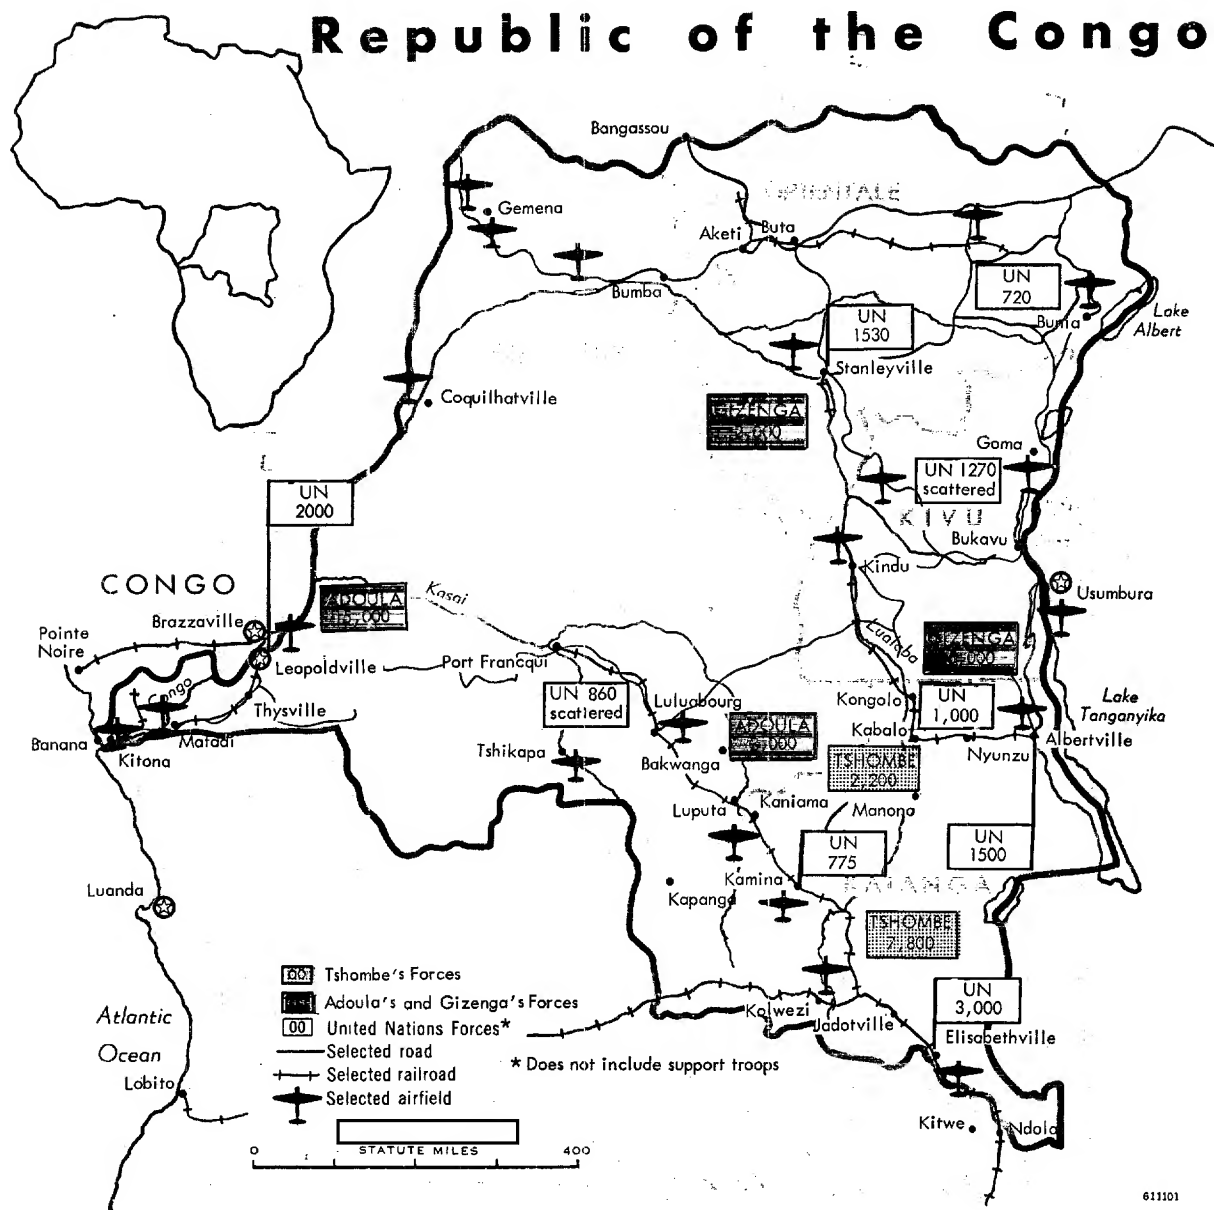 Republic of the Congo
Bangassou
ORIENTALE
Gemena
Aketi
Buta
Bumba
UN
720
Bunia
Lake
Albert
UN
1530
Stanleyville
Coquilhatville
GIZENGA
Goma
UN 1270
scattered
KIVU
UN
2000
Bukavu
CONGO
Kindu
Usumbura
Kasai
ADOULA
Brazzaville
Pointe
Noire
Leopoldville
Port Francqui
Lualaba
GIZENGA
Congo
Thysville
UN 860
scattered
Luluabourg
Kongolo
UN
1,000
Lake
Tanganyika
Banana
Kitona
Matadi
Tshikapa
Bakwanga
ADOULA
Kabalo
Nyunzu
Albertville
TSHOMBE
2,200
Luputa
Kaniama
Manono
UN
775
UN
1500
Luanda
Kapanga
Kamina
KATANGA
TSHOMBE
7,800
00 Tshombe's Forces
Adoula's and Gizenga's Forces
00 United Nations Forces*
Selected road
Selected railroad
Selected airfield
* Does not include support troops
Atlantic
Ocean
Lobito
Kolwezi
Jadotville
UN
3,000
Elisabethville
Kitwe
Ndola
STATUTE MILES
0 400
611101